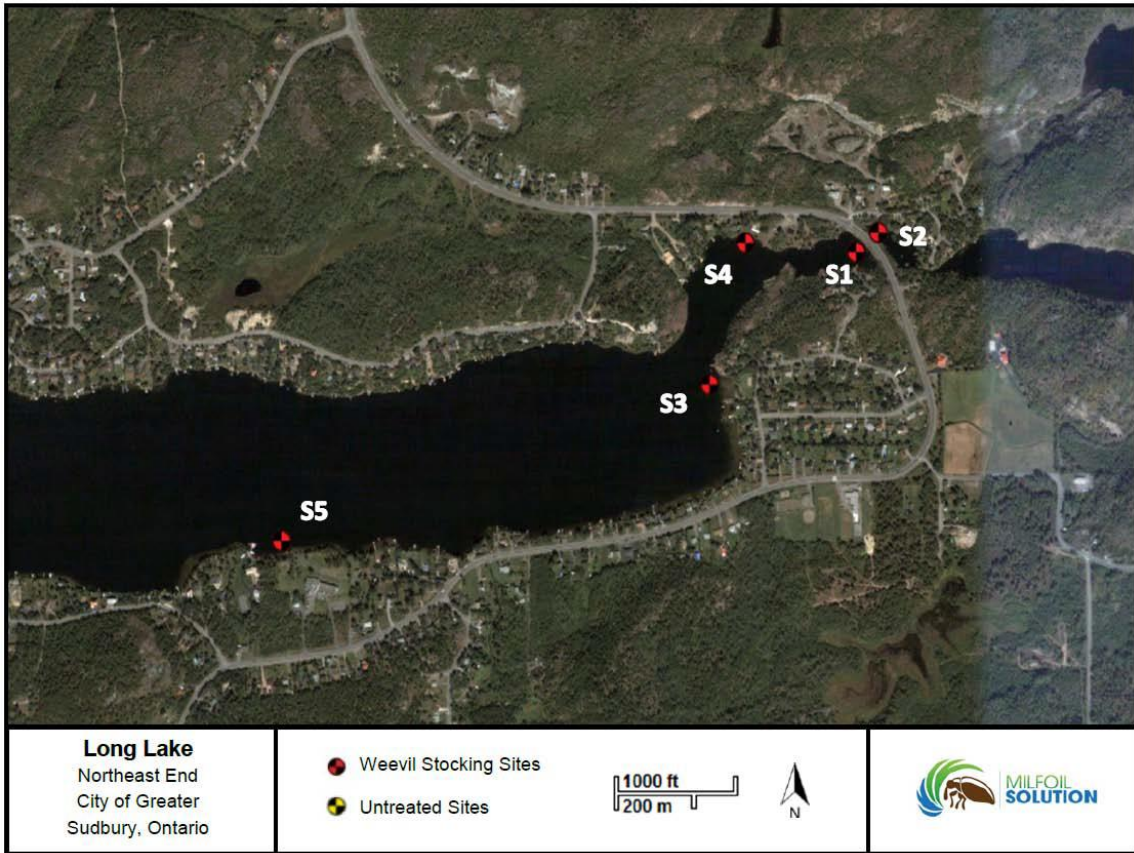 S2
S4
S1
S3
S5
Long Lake
Northeast End
City of Greater
Sudbury, Ontario
Weevil Stocking Sites
Untreated Sites
1000 ft
200 m
N
MILFOIL
SOLUTION